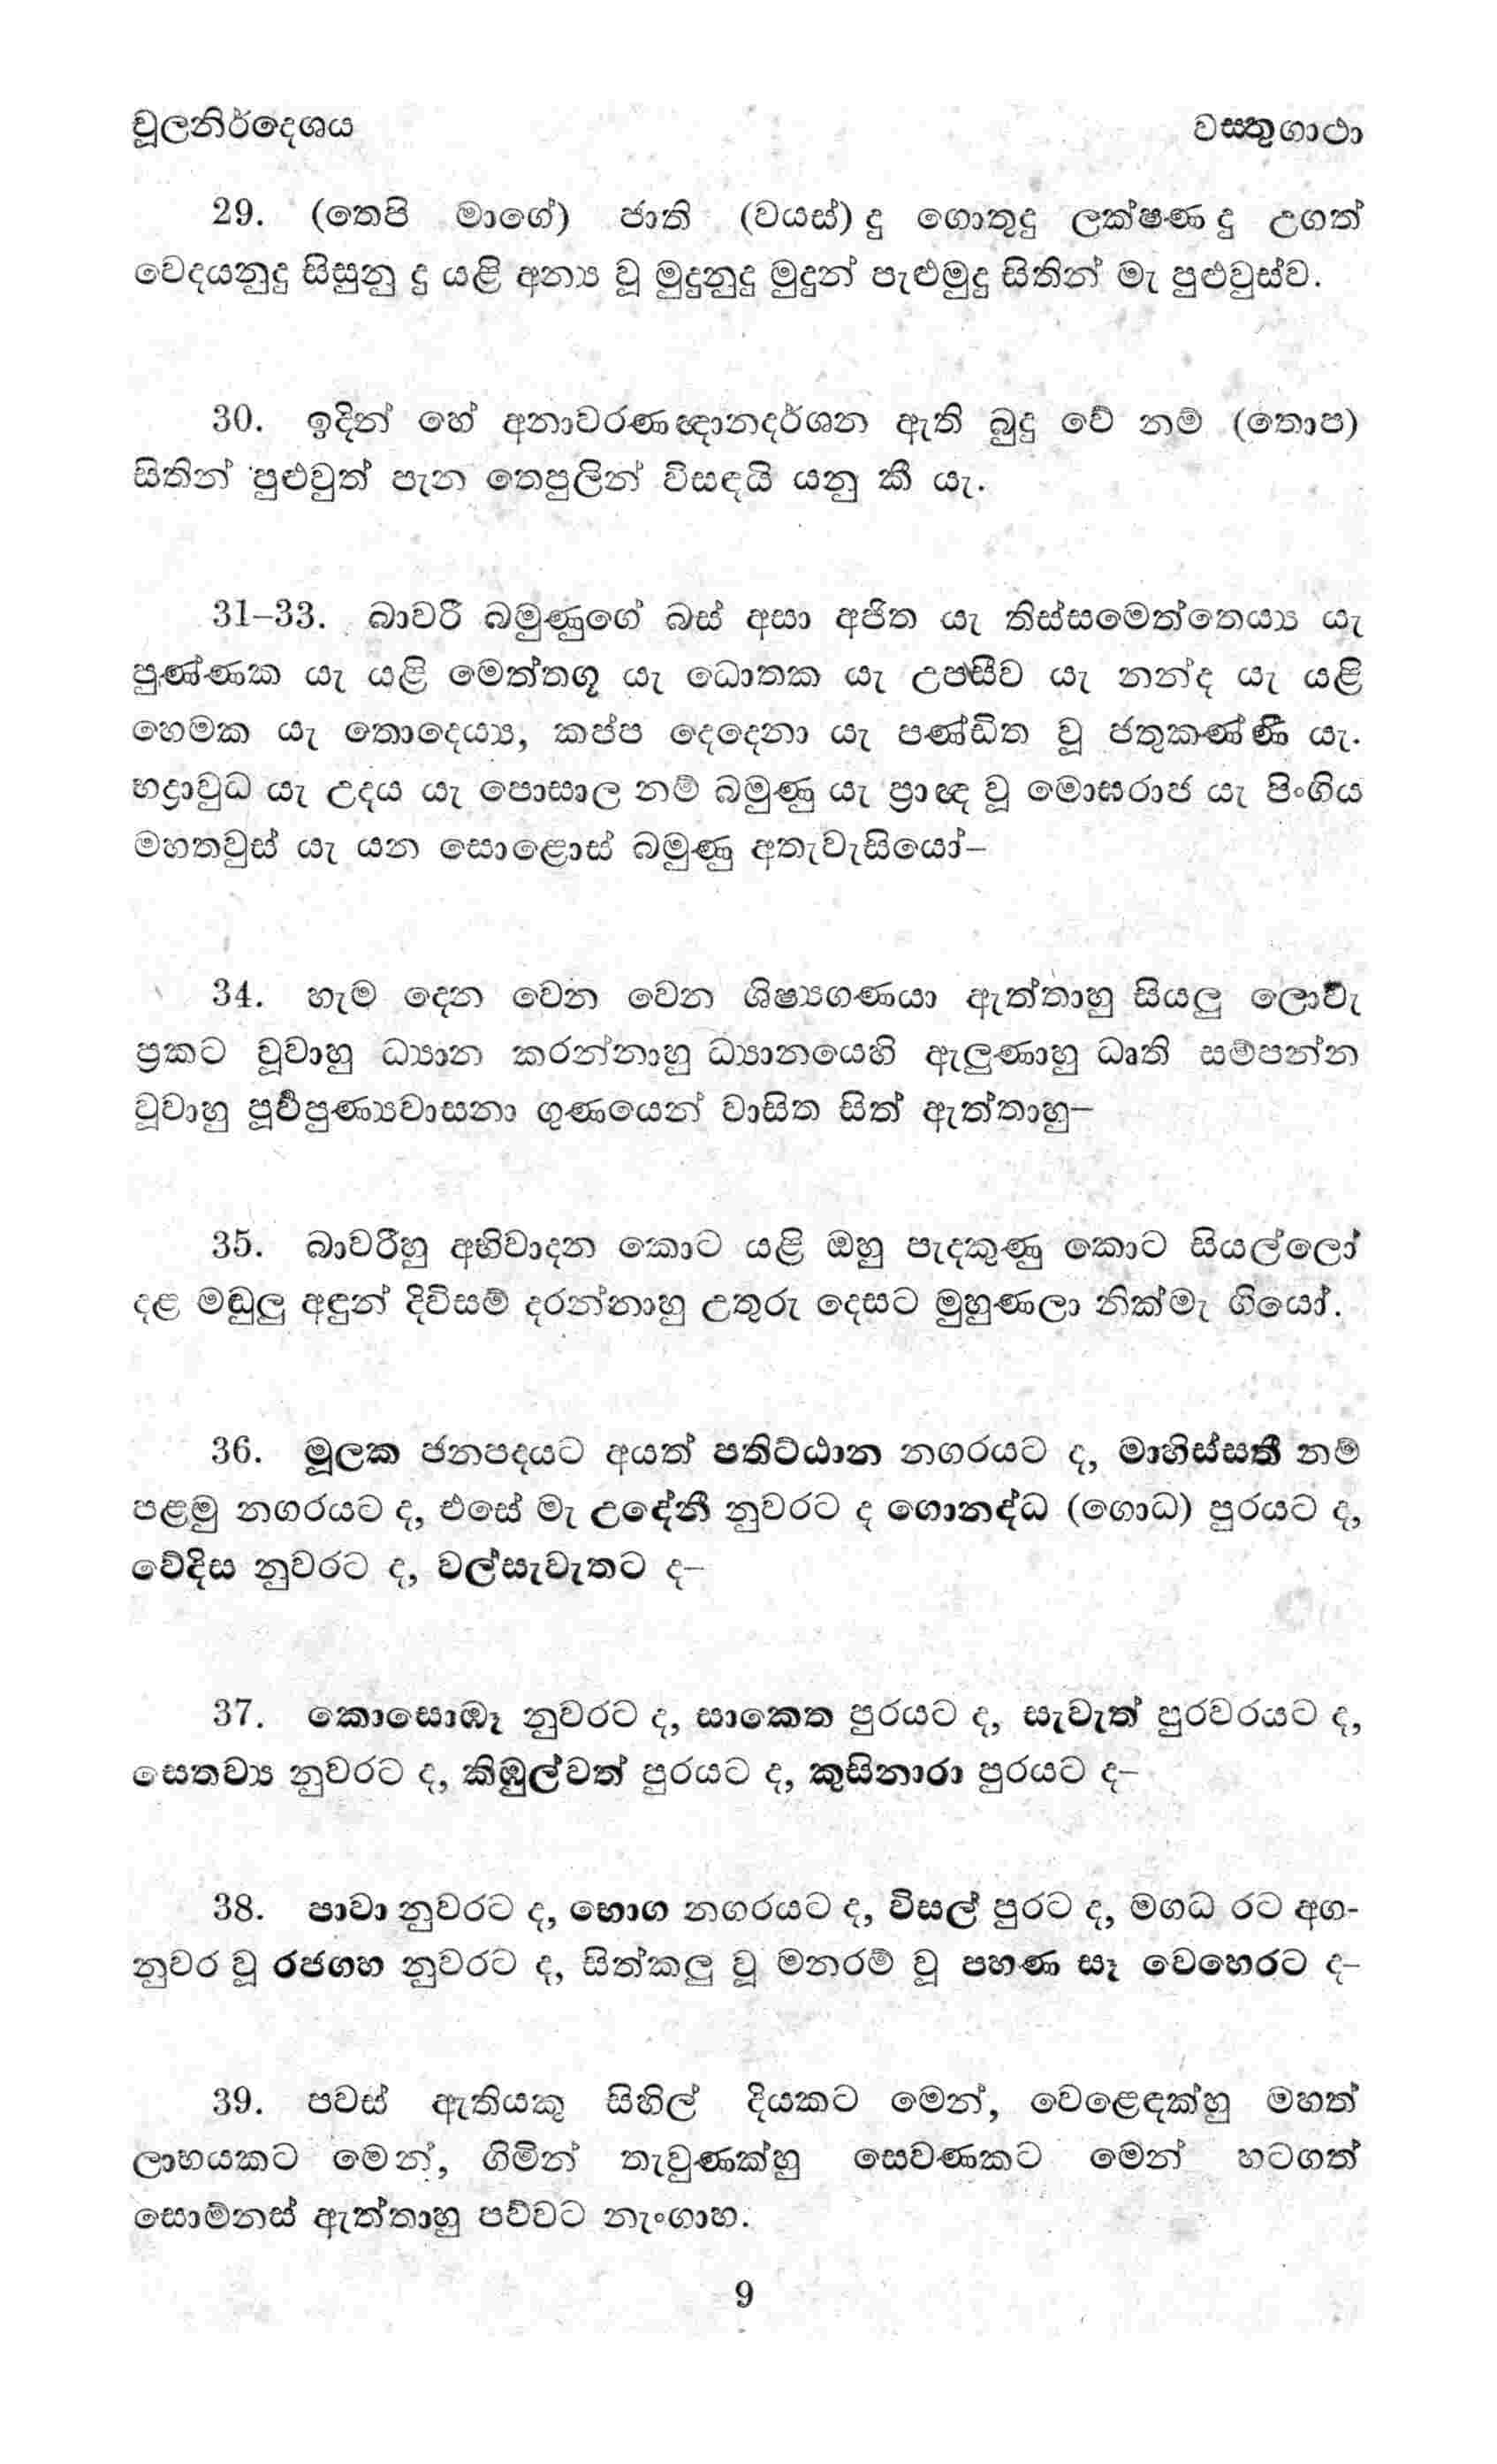 චූලනිර්දෙශය වස්තුගාථා
29. (තෙපි මාගේ) ජාති (වයස්) දු ගොත්‍රදු ලක්ෂණ දු උගත්
වෙදයනුදු සිසුනු දු යළි අන්‍ය වූ මුදුනුදු මුදුන් පැළුමුදු සිතින් මැ පුළුවුස්ව.
30. ඉදින් හේ අනාවරණඥානදර්ශන ඇති බුදු වේ නම් (තොප)
සිතින් පුළුවුත් පැන තෙපුලින් විසඳයි යනු කී යැ.
31–33. බාවරී බමුණුගේ බස් අසා අජිත යැ තිස්සමෙත්තෙය්‍ය යැ
පුණ්ණක යැ යළි මෙත්තගූ යැ ධොතක යැ උපසීව යැ නන්ද යැ යළි
හෙමක යැ තොදෙය්‍ය, කප්ප දෙදෙනා යැ පණ්ඩිත වූ ජතුකණ්ණී යැ.
භද්‍රාවුධ යැ උදය යැ පොසාල නම් බමුණු යැ ප්‍රාඥ වූ මොඝරාජ යැ පිංගිය
මහතවුස් යැ යන සොළොස් බමුණු අතැවැසියෝ–
34. හැම දෙන වෙන වෙන ශිෂ්‍යගණයා ඇත්තාහු සියලු ලොව්හි
ප්‍රකට වූවාහු ධ්‍යාන කරන්නාහු ධ්‍යානයෙහි ඇලුණාහු ධෘති සම්පන්න
වූවාහු පූර්‍වපුණ්‍යවාසනා ගුණයෙන් වාසිත සිත් ඇත්තාහු–
35. බාවරීහු අභිවාදන කොට යළි ඔහු පැදකුණු කොට සියල්ලෝ
දළ මඬුලු අඳුන් දිවිසම් දරන්නාහු උතුරු දෙසට මුහුණලා නික්මැ ගියෝ.
36. මූලක ජනපදයට අයත් පතිට්ඨාන නගරයට ද, මාහිස්සතී නම්
පළමු නගරයට ද, එසේ මැ උදේනී නුවරට ද ගොනද්ධ (ගොධ) පුරයට ද,
වේදිස නුවරට ද, වල්සැවැතට ද–
37. කොසොඹෑ නුවරට ද, සාකෙත පුරයට ද, සැවැත් පුරවරයට ද,
සෙතව්‍ය නුවරට ද, කිඹුල්වත් පුරයට ද, කුසිනාරා පුරයට ද–
38. පාවා නුවරට ද, භොග නගරයට ද, විසල් පුරට ද, මගධ රට අග-
නුවර වූ රජගහ නුවරට ද, සිත්කලු වූ මනරම් වූ පහණ සෑ වෙහෙරට ද–
39. පවස් ඇතියකු සිහිල් දියකට මෙන්, වෙළෙඳක්හු මහත්
ලාභයකට මෙන්, ගිමින් තැවුණක්හු සෙවණකට මෙන් හටගත්
සොම්නස් ඇත්තාහු පව්වට නැංගාහ.
9